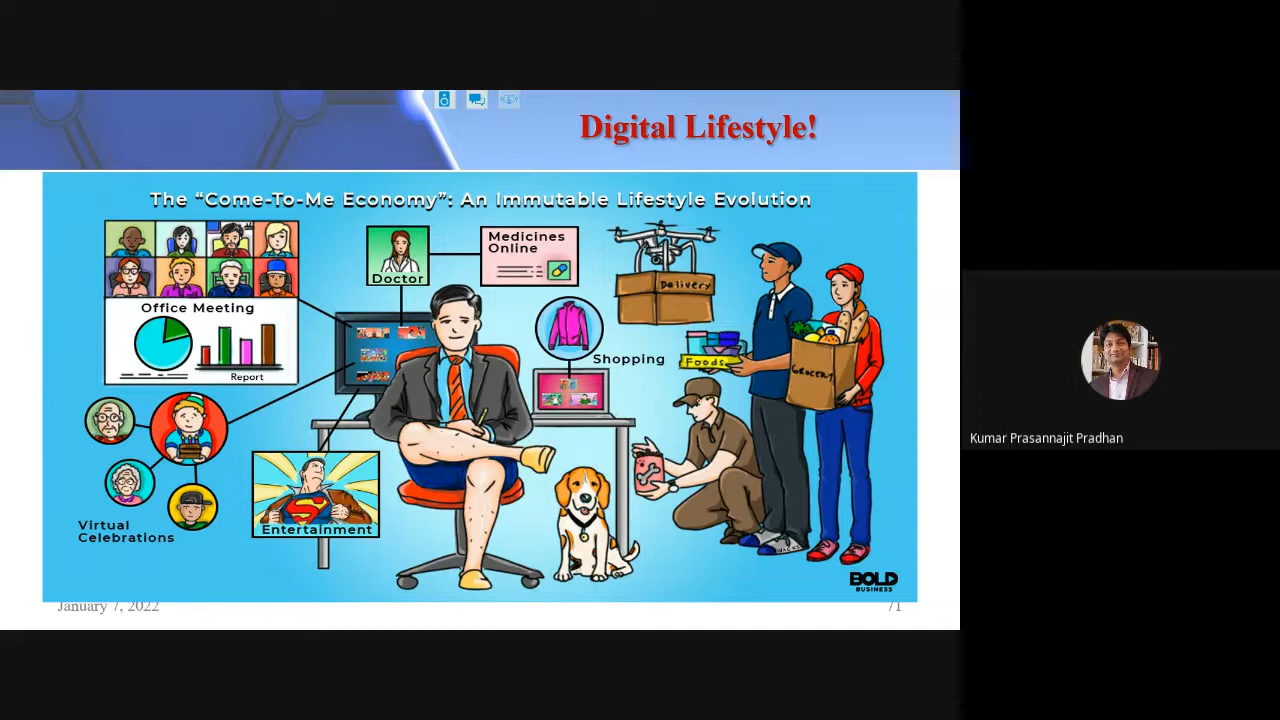 Digital Lifestyle!
The “Come-To-Me Economy”: An Immutable Lifestyle Evolution
Office Meeting
Report
Doctor
Medicines
Online
Delivery
Shopping
Foods
Grocery
Virtual
Celebrations
Entertainment
BOLD
BUSINESS
January 7, 2022
71
Kumar Prasannajit Pradhan